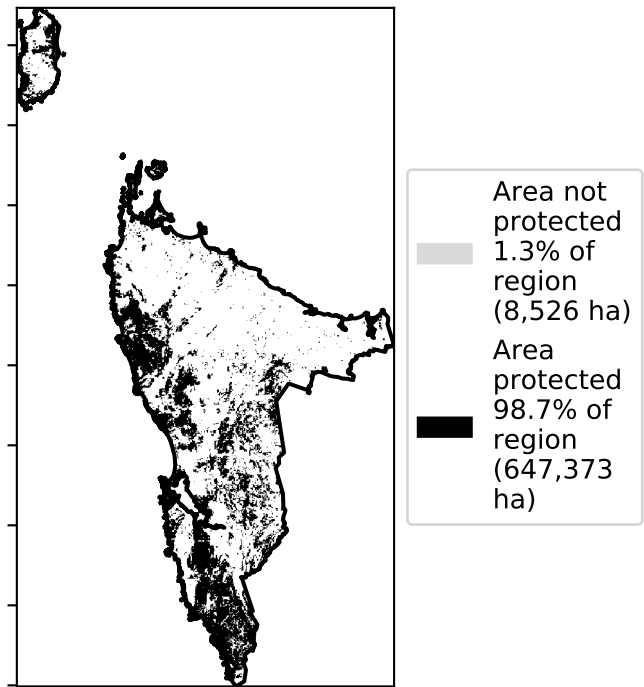 Area not
protected
1.3% of
region
(8,526 ha)
Area
protected
98.7% of
region
(647,373
ha)